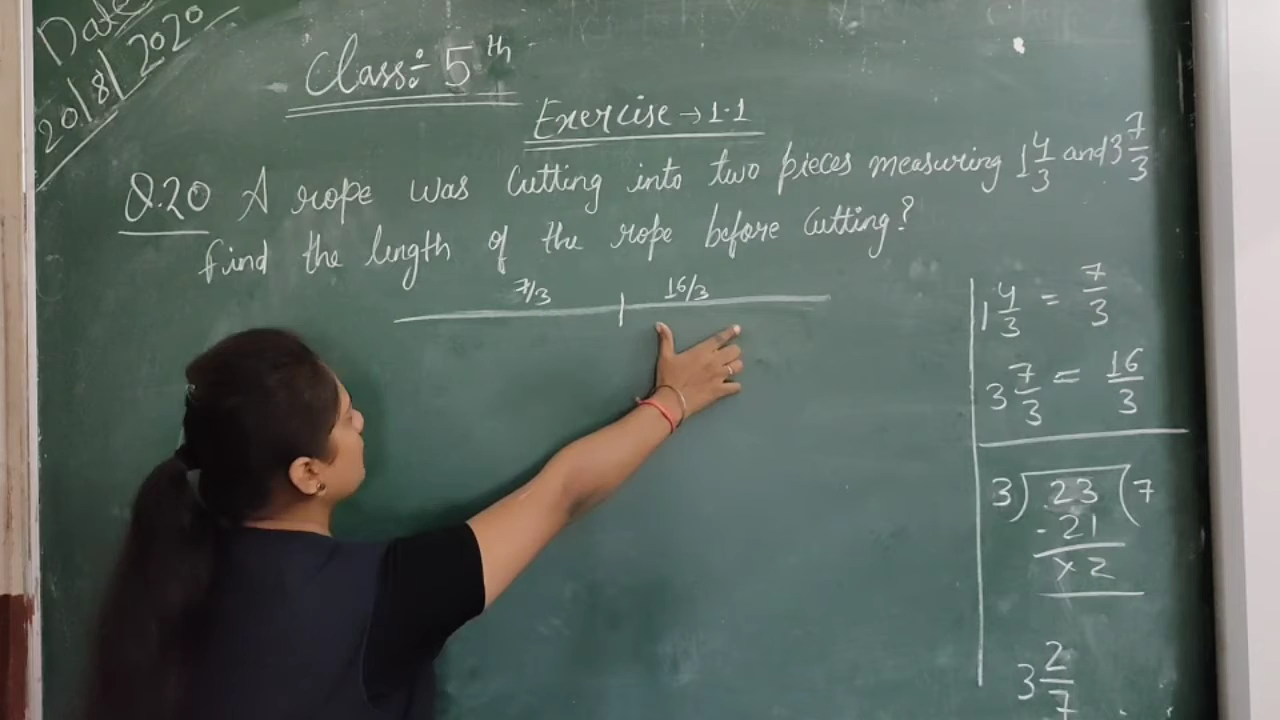 Date
20/8/2020
Class:- 5th
Exercise → 1.1
Q.20 A rope was Cutting into two pieces measuring 1 4/3 and 3 7/3
find the length of the rope before cutting?
7/3 16/3
1 4/3 = 7/3
3 7/3 = 16/3
3) 23 (7
-21
x2
3 2/7